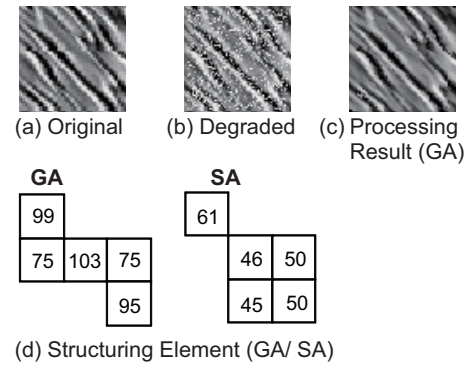 (a) Original
(b) Degraded
(c) Processing
Result (GA)
GA
SA
99
61
75 103 75
46 50
95
45 50
(d) Structuring Element (GA/ SA)